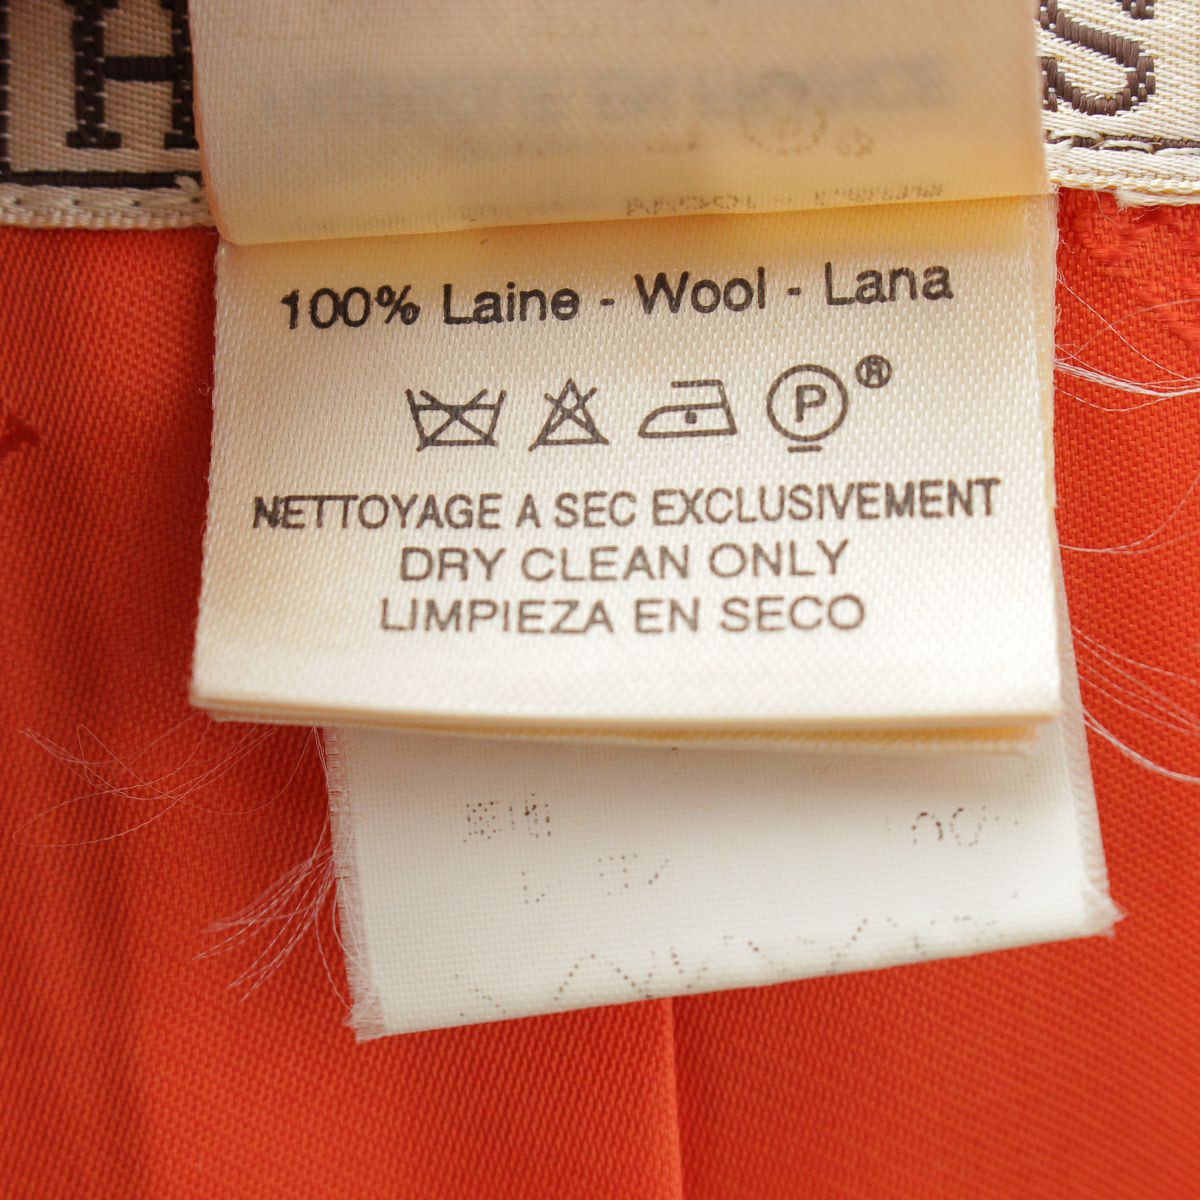 H S
100% Laine - Wool - Lana
P ®
NETTOYAGE A SEC EXCLUSIVEMENT
DRY CLEAN ONLY
LIMPIEZA EN SECO